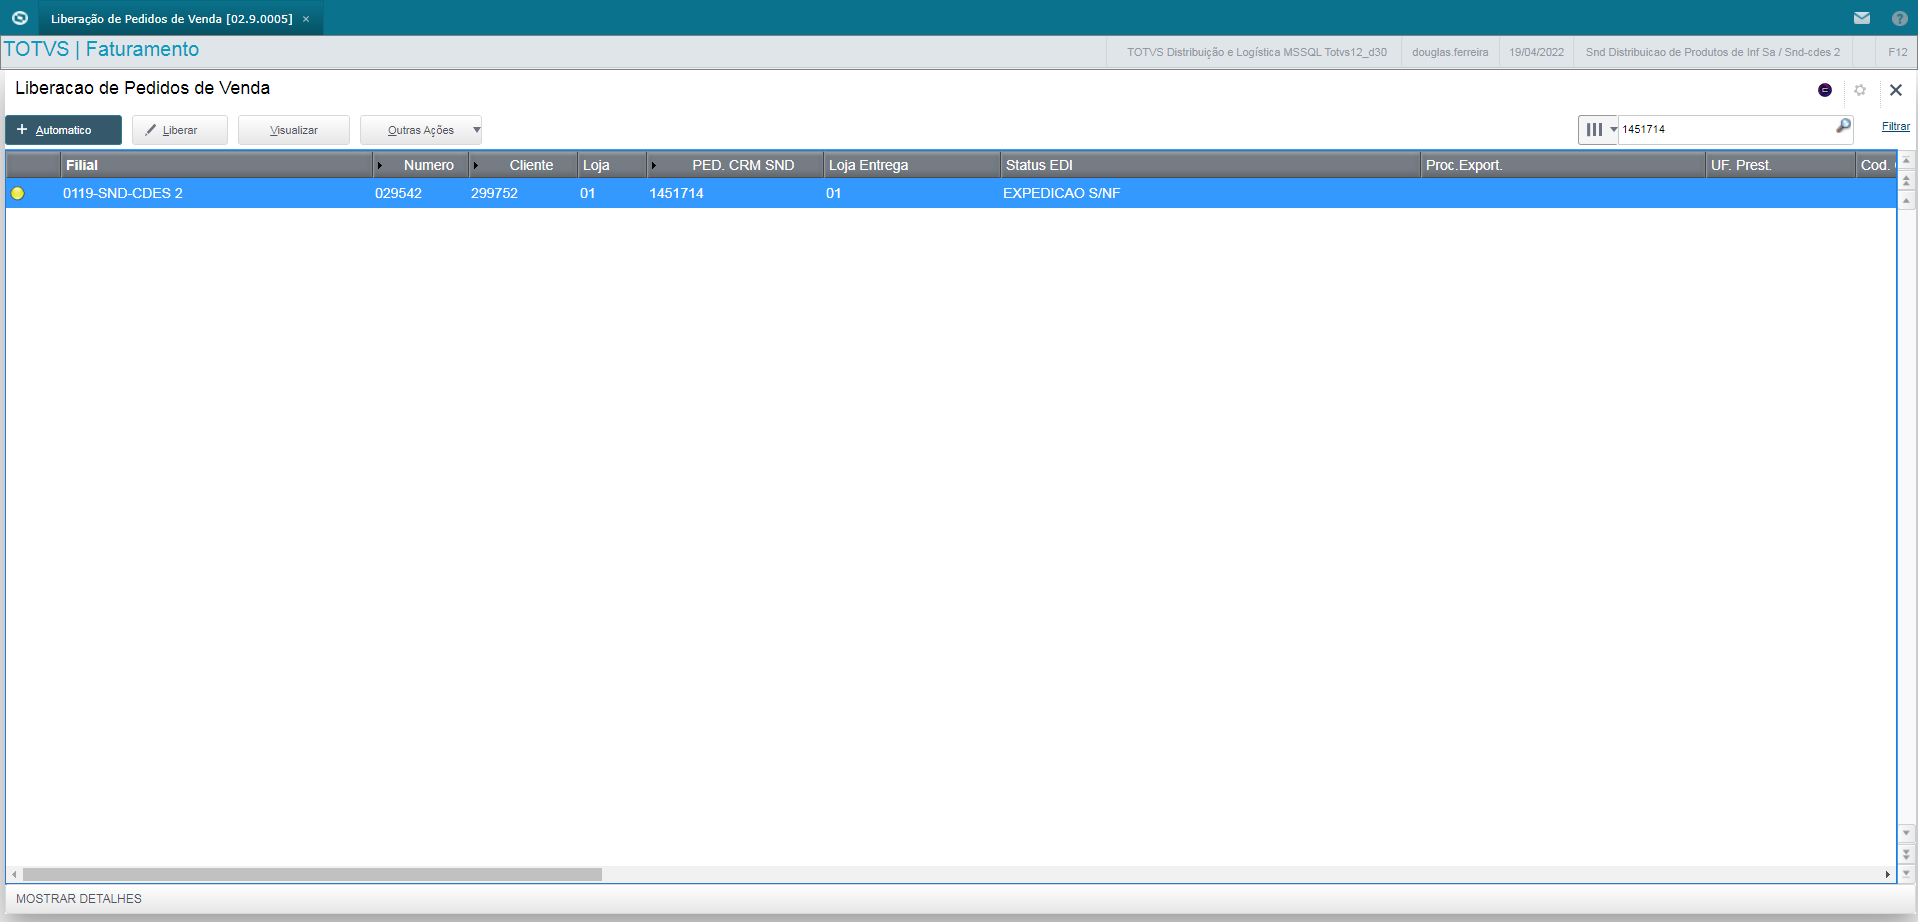 Liberação de Pedidos de Venda [02.9.0005] ×
TOTVS | Faturamento
TOTVS Distribuição e Logística MSSQL Totvs12_d30 douglas.ferreira 19/04/2022 Snd Distribuicao de Produtos de Inf Sa / Snd-cdes 2 F12
Liberacao de Pedidos de Venda
+ Automatico Liberar Visualizar Outras Ações 1451714 Filtrar
Filial Numero Cliente Loja PED. CRM SND Loja Entrega Status EDI Proc.Export. UF. Prest. Cod.
0119-SND-CDES 2 029542 299752 01 1451714 01 EXPEDICAO S/NF
MOSTRAR DETALHES